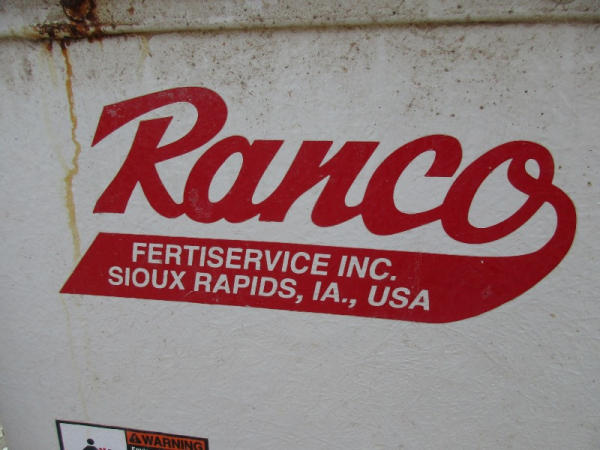 Ranco
FERTISERVICE INC.
SIOUX RAPIDS, IA., USA
WARNING